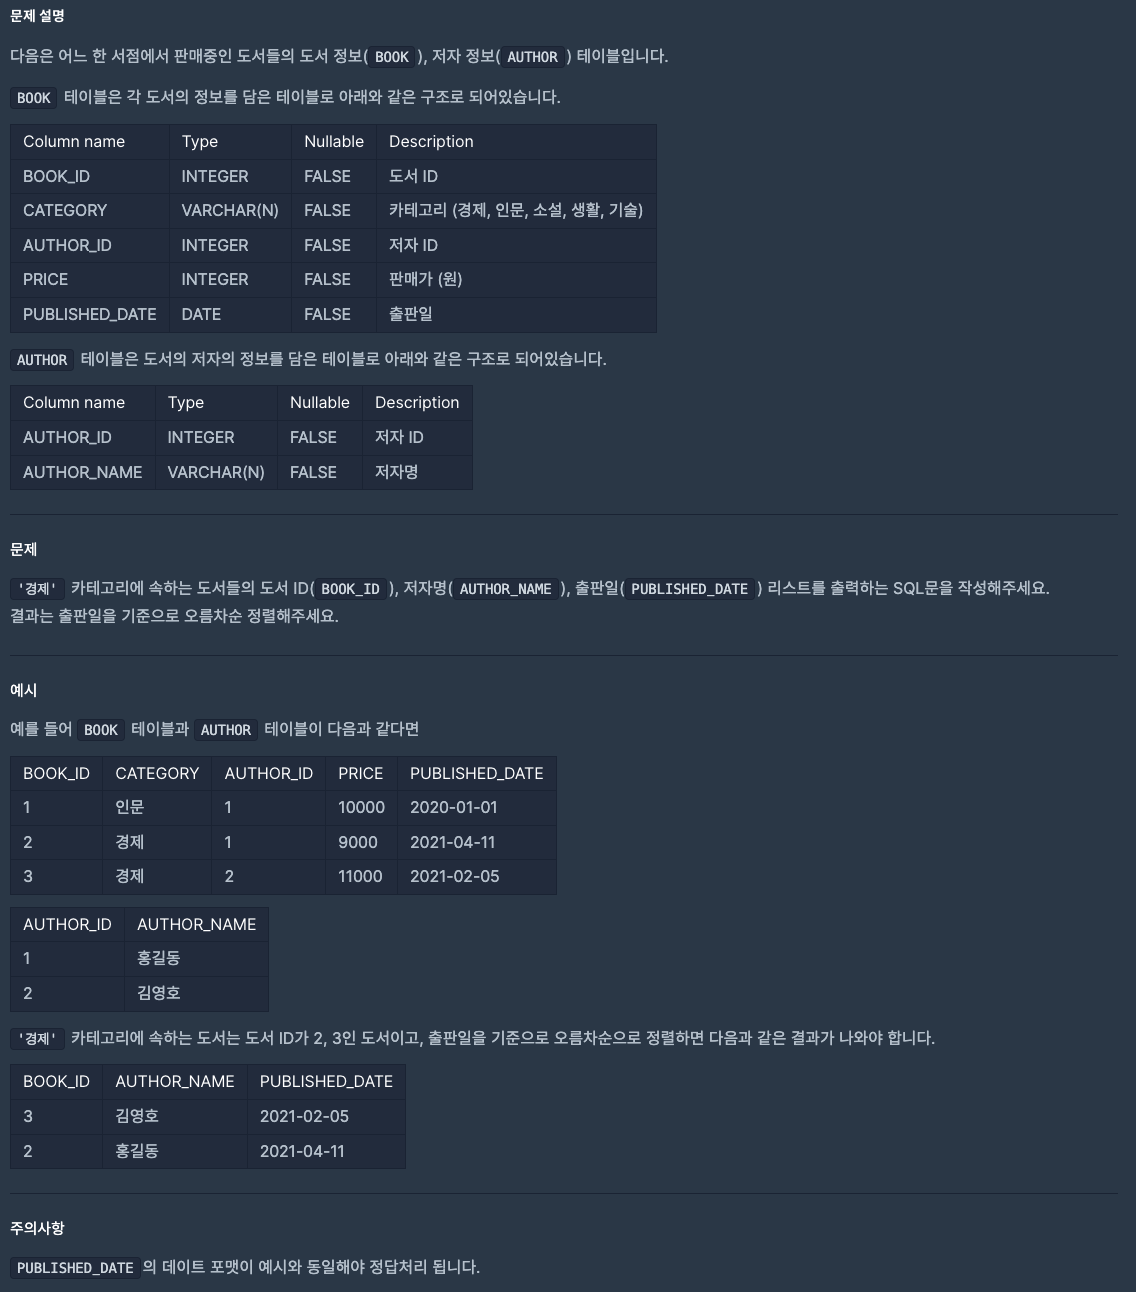 문제 설명
다음은 어느 한 서점에서 판매중인 도서들의 도서 정보( BOOK ), 저자 정보( AUTHOR ) 테이블입니다.
BOOK 테이블은 각 도서의 정보를 담은 테이블로 아래와 같은 구조로 되어있습니다.
Column name Type Nullable Description
BOOK_ID INTEGER FALSE 도서 ID
CATEGORY VARCHAR(N) FALSE 카테고리 (경제, 인문, 소설, 생활, 기술)
AUTHOR_ID INTEGER FALSE 저자 ID
PRICE INTEGER FALSE 판매가 (원)
PUBLISHED_DATE DATE FALSE 출판일
AUTHOR 테이블은 도서의 저자의 정보를 담은 테이블로 아래와 같은 구조로 되어있습니다.
Column name Type Nullable Description
AUTHOR_ID INTEGER FALSE 저자 ID
AUTHOR_NAME VARCHAR(N) FALSE 저자명
문제
'경제' 카테고리에 속하는 도서들의 도서 ID( BOOK_ID ), 저자명( AUTHOR_NAME ), 출판일( PUBLISHED_DATE ) 리스트를 출력하는 SQL문을 작성해주세요.
결과는 출판일을 기준으로 오름차순 정렬해주세요.
예시
예를 들어 BOOK 테이블과 AUTHOR 테이블이 다음과 같다면
BOOK_ID CATEGORY AUTHOR_ID PRICE PUBLISHED_DATE
1 인문 1 10000 2020-01-01
2 경제 1 9000 2021-04-11
3 경제 2 11000 2021-02-05
AUTHOR_ID AUTHOR_NAME
1 홍길동
2 김영호
'경제' 카테고리에 속하는 도서는 도서 ID가 2, 3인 도서이고, 출판일을 기준으로 오름차순으로 정렬하면 다음과 같은 결과가 나와야 합니다.
BOOK_ID AUTHOR_NAME PUBLISHED_DATE
3 김영호 2021-02-05
2 홍길동 2021-04-11
주의사항
PUBLISHED_DATE 의 데이트 포맷이 예시와 동일해야 정답처리 됩니다.